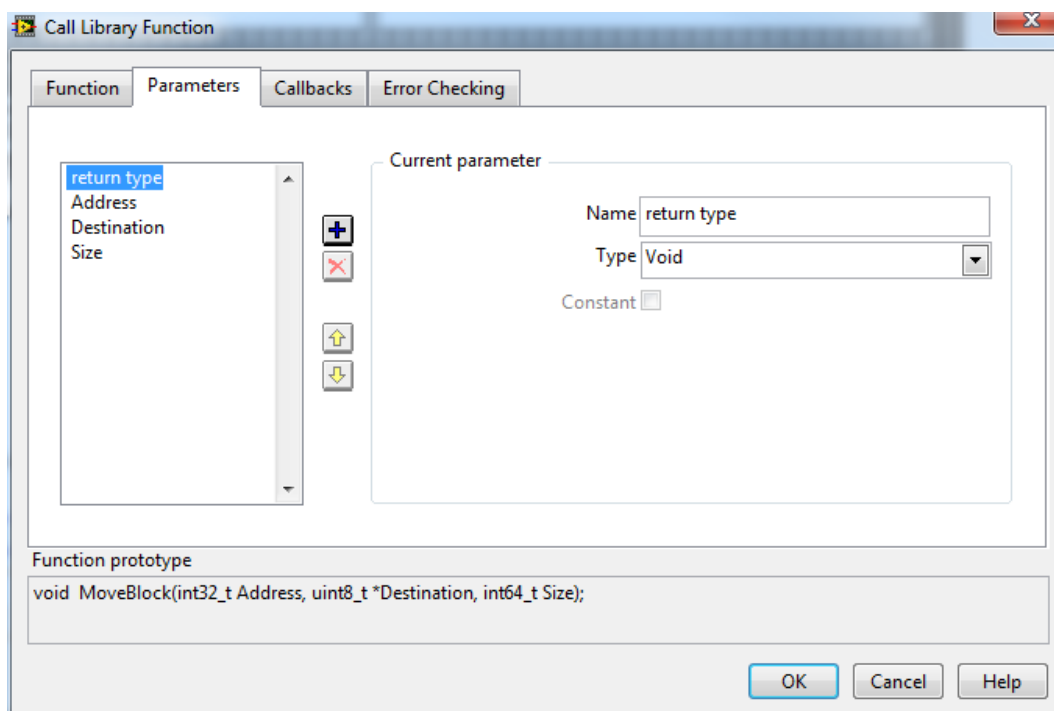 Call Library Function
x
Function Parameters Callbacks Error Checking
return type
Address
Destination
Size
Current parameter
Name return type
Type Void
Constant
Function prototype
void  MoveBlock(int32_t Address, uint8_t *Destination, int64_t Size);
OK Cancel Help